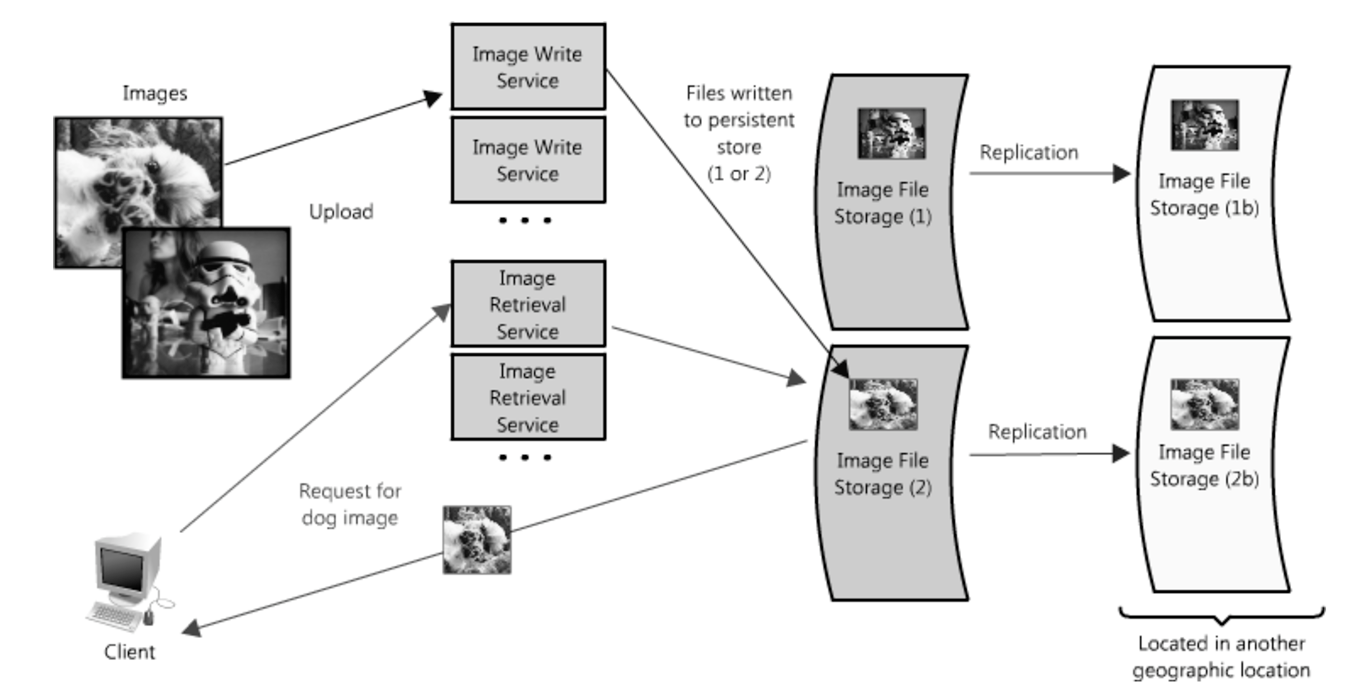 Images
Upload
Image Write
Service
Image Write
Service
• • •
Image
Retrieval
Service
Image
Retrieval
Service
• • •
Request for
dog image
Client
Files written
to persistent
store
(1 or 2)
Image File
Storage (1)
Replication
Image File
Storage (1b)
Image File
Storage (2)
Replication
Image File
Storage (2b)
Located in another
geographic location